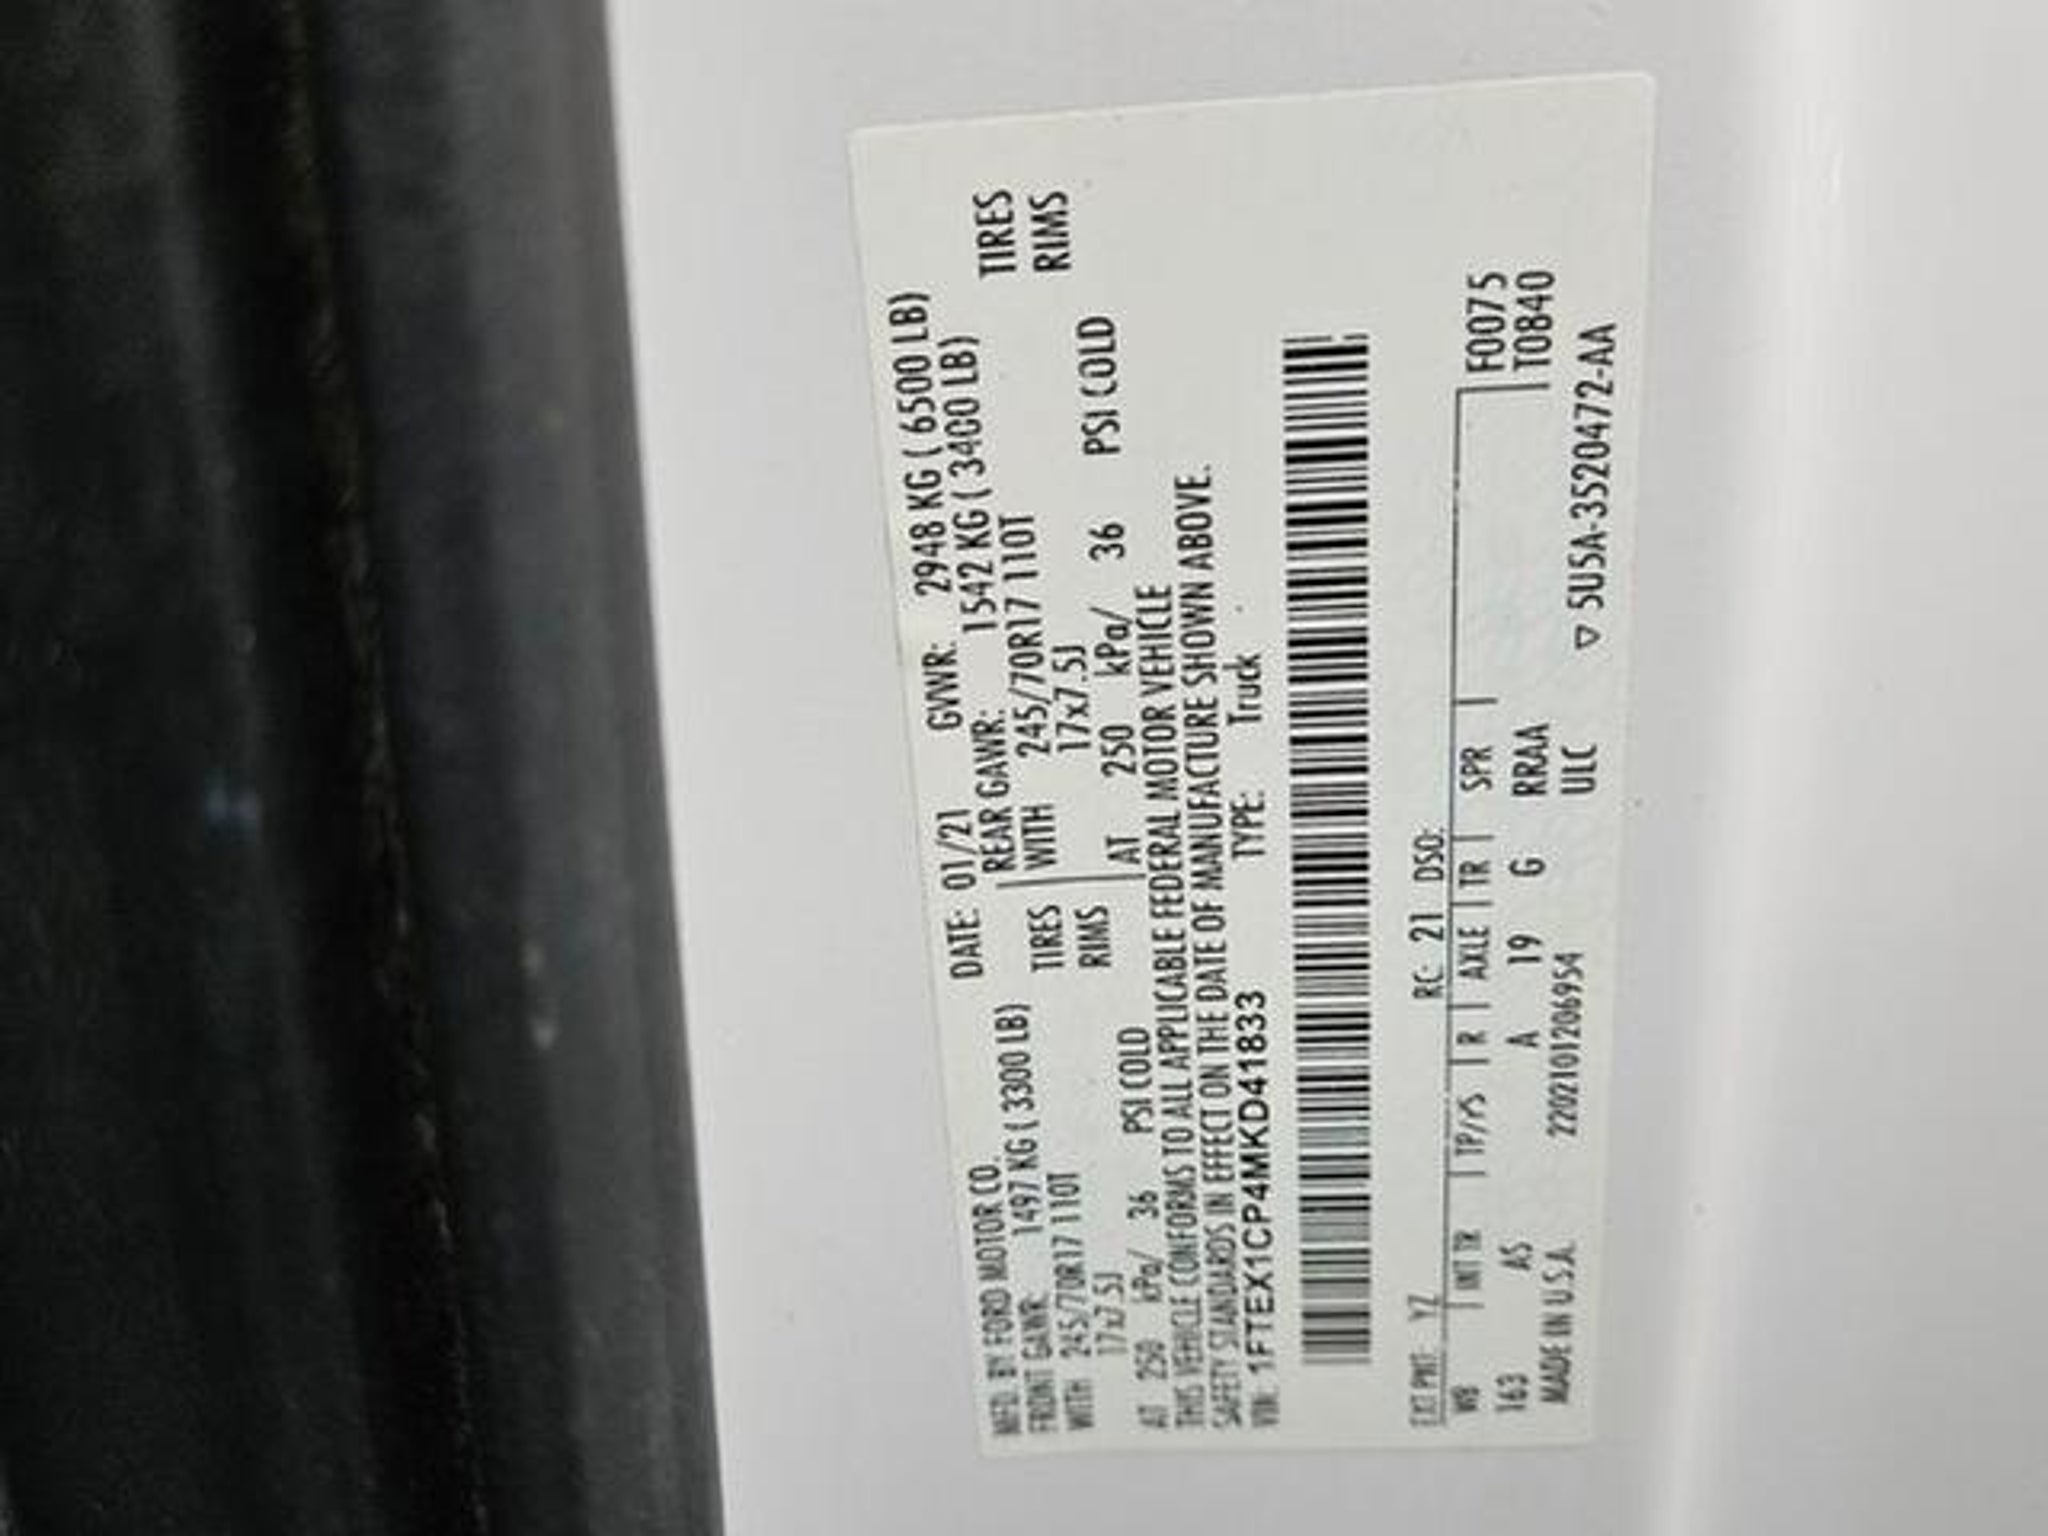 MFD. BY FORD MOTOR CO. DATE: 01/21 GVWR: 2948 KG ( 6500 LB)
FRONT GAWR: 1497 KG ( 3300 LB) REAR GAWR: 1542 KG ( 3400 LB)
WITH 245/70R17 110T TIRES WITH 245/70R17 110T TIRES
17x7.5J RIMS 17x7.5J RIMS
AT 250 kPa/ 36 PSI COLD AT 250 kPa/ 36 PSI COLD
THIS VEHICLE CONFORMS TO ALL APPLICABLE FEDERAL MOTOR VEHICLE
SAFETY STANDARDS IN EFFECT ON THE DATE OF MANUFACTURE SHOWN ABOVE.
VIN: 1FTEX1CP4MKD41833 TYPE: Truck
EXT PNT: YZ RC: 21 DSO:
WB INT TR TP/PS R AXLE TR SPR F0075
163 AS A 19 G RRAA T0840
MADE IN U.S.A. 2202101206954 ULC ▽ 5U5A-3520472-AA